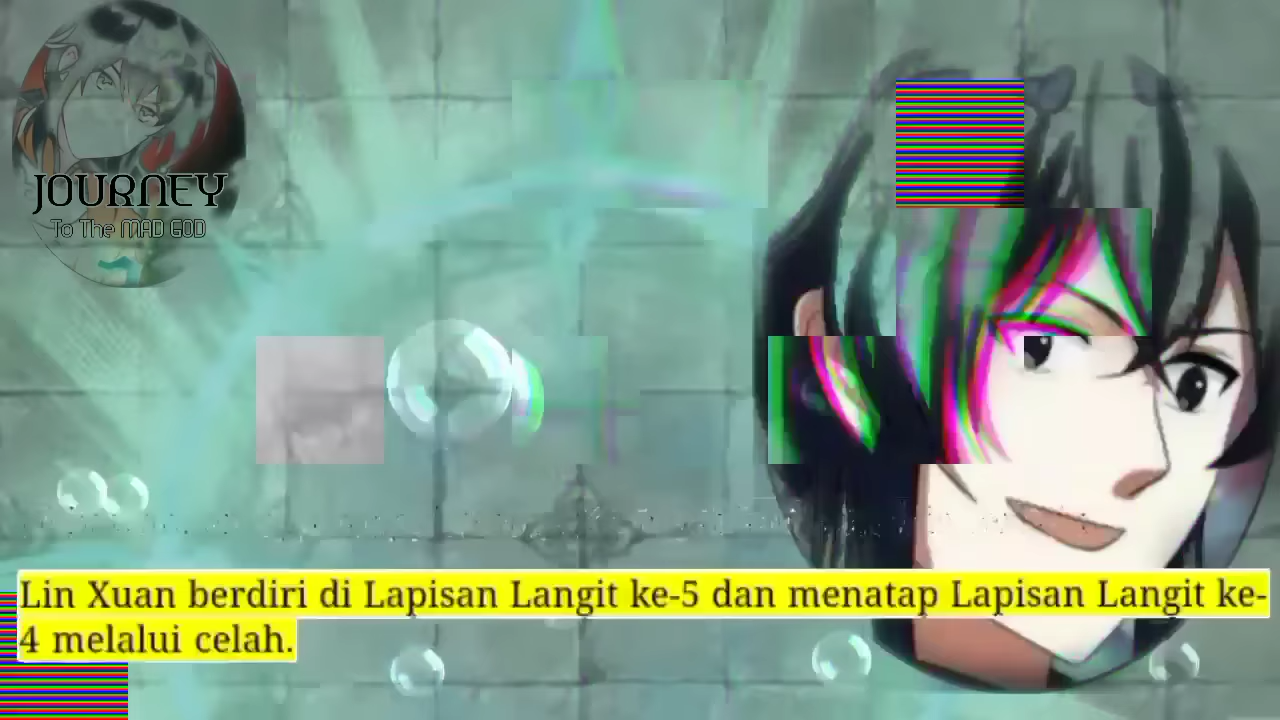 JOURNEY
To The MAD GOD
Lin Xuan berdiri di Lapisan Langit ke-5 dan menatap Lapisan Langit ke-
4 melalui celah.